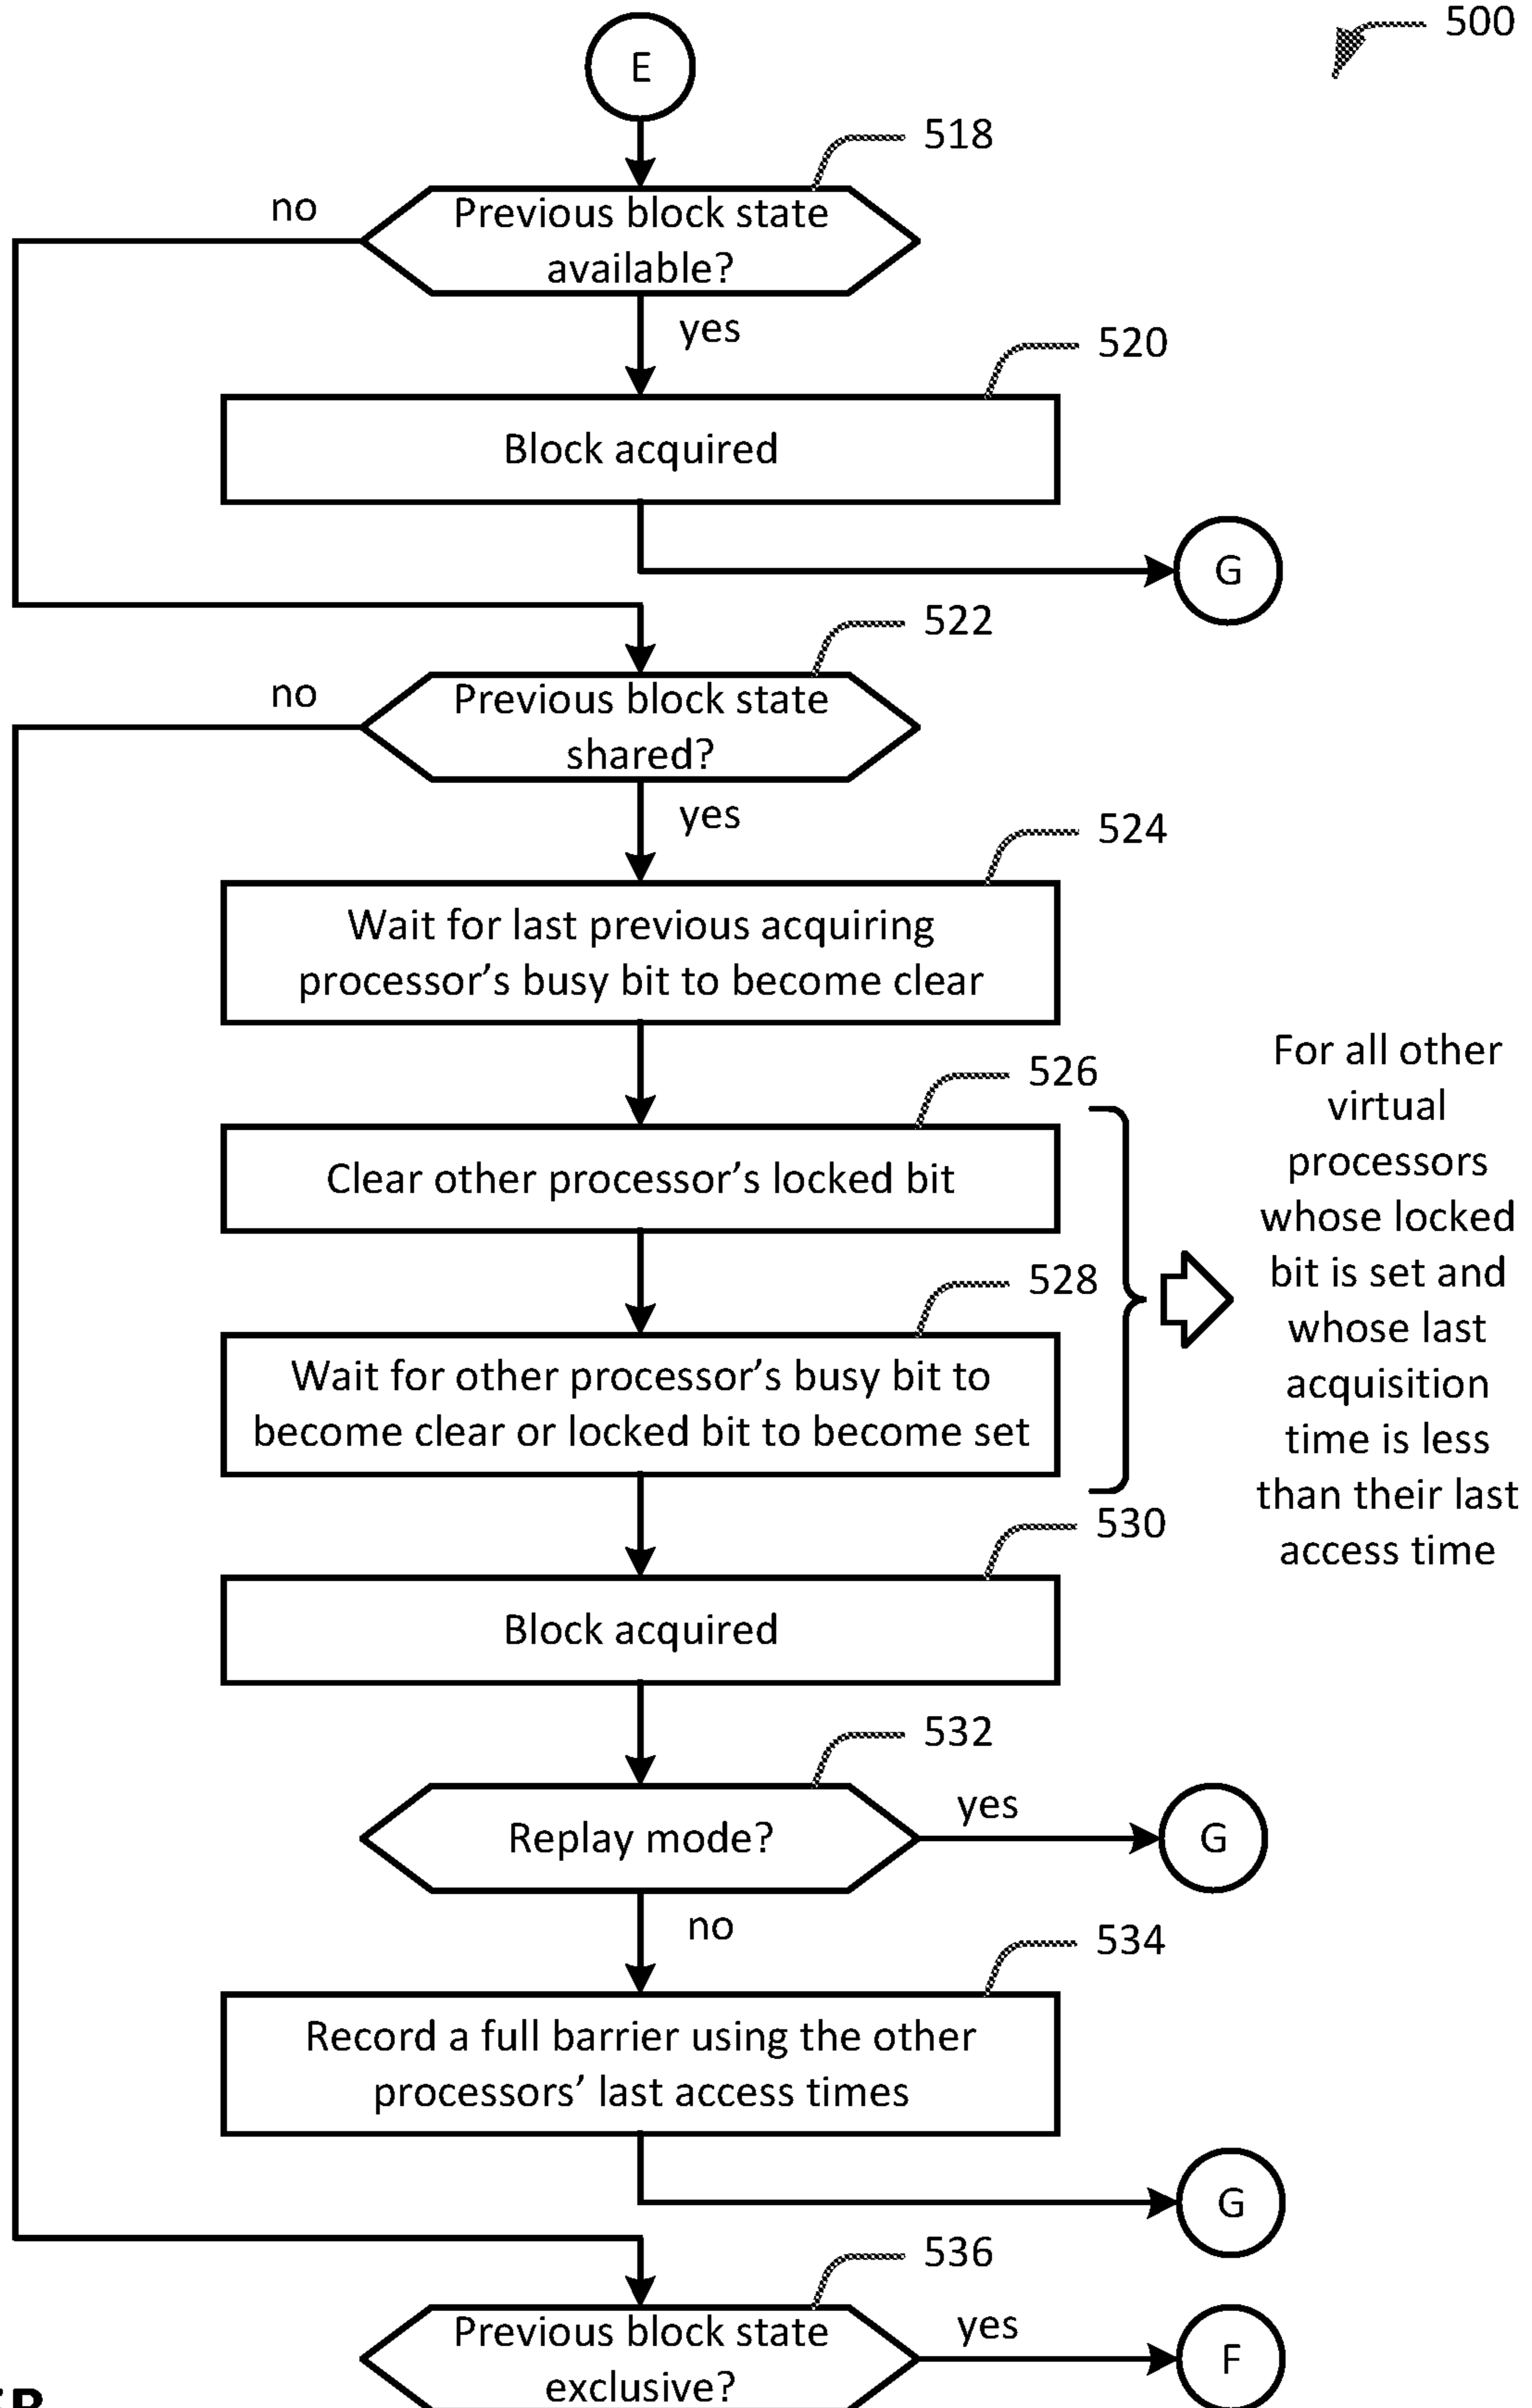 500
E
518
no
Previous block state
available?
yes
520
Block acquired
G
522
no
Previous block state
shared?
yes
524
Wait for last previous acquiring
processor’s busy bit to become clear
526
Clear other processor’s locked bit
528
Wait for other processor’s busy bit to
become clear or locked bit to become set
For all other
virtual
processors
whose locked
bit is set and
whose last
acquisition
time is less
than their last
access time
530
Block acquired
532
Replay mode?
yes
G
no
534
Record a full barrier using the other
processors’ last access times
G
536
Previous block state
exclusive?
yes
F